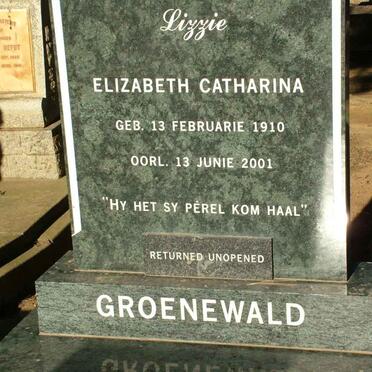 Lizzie
ELIZABETH CATHARINA
GEB. 13 FEBRUARIE 1910
OORL. 13 JUNIE 2001
"HY HET SY PÊREL KOM HAAL"
RETURNED UNOPENED
GROENEWALD